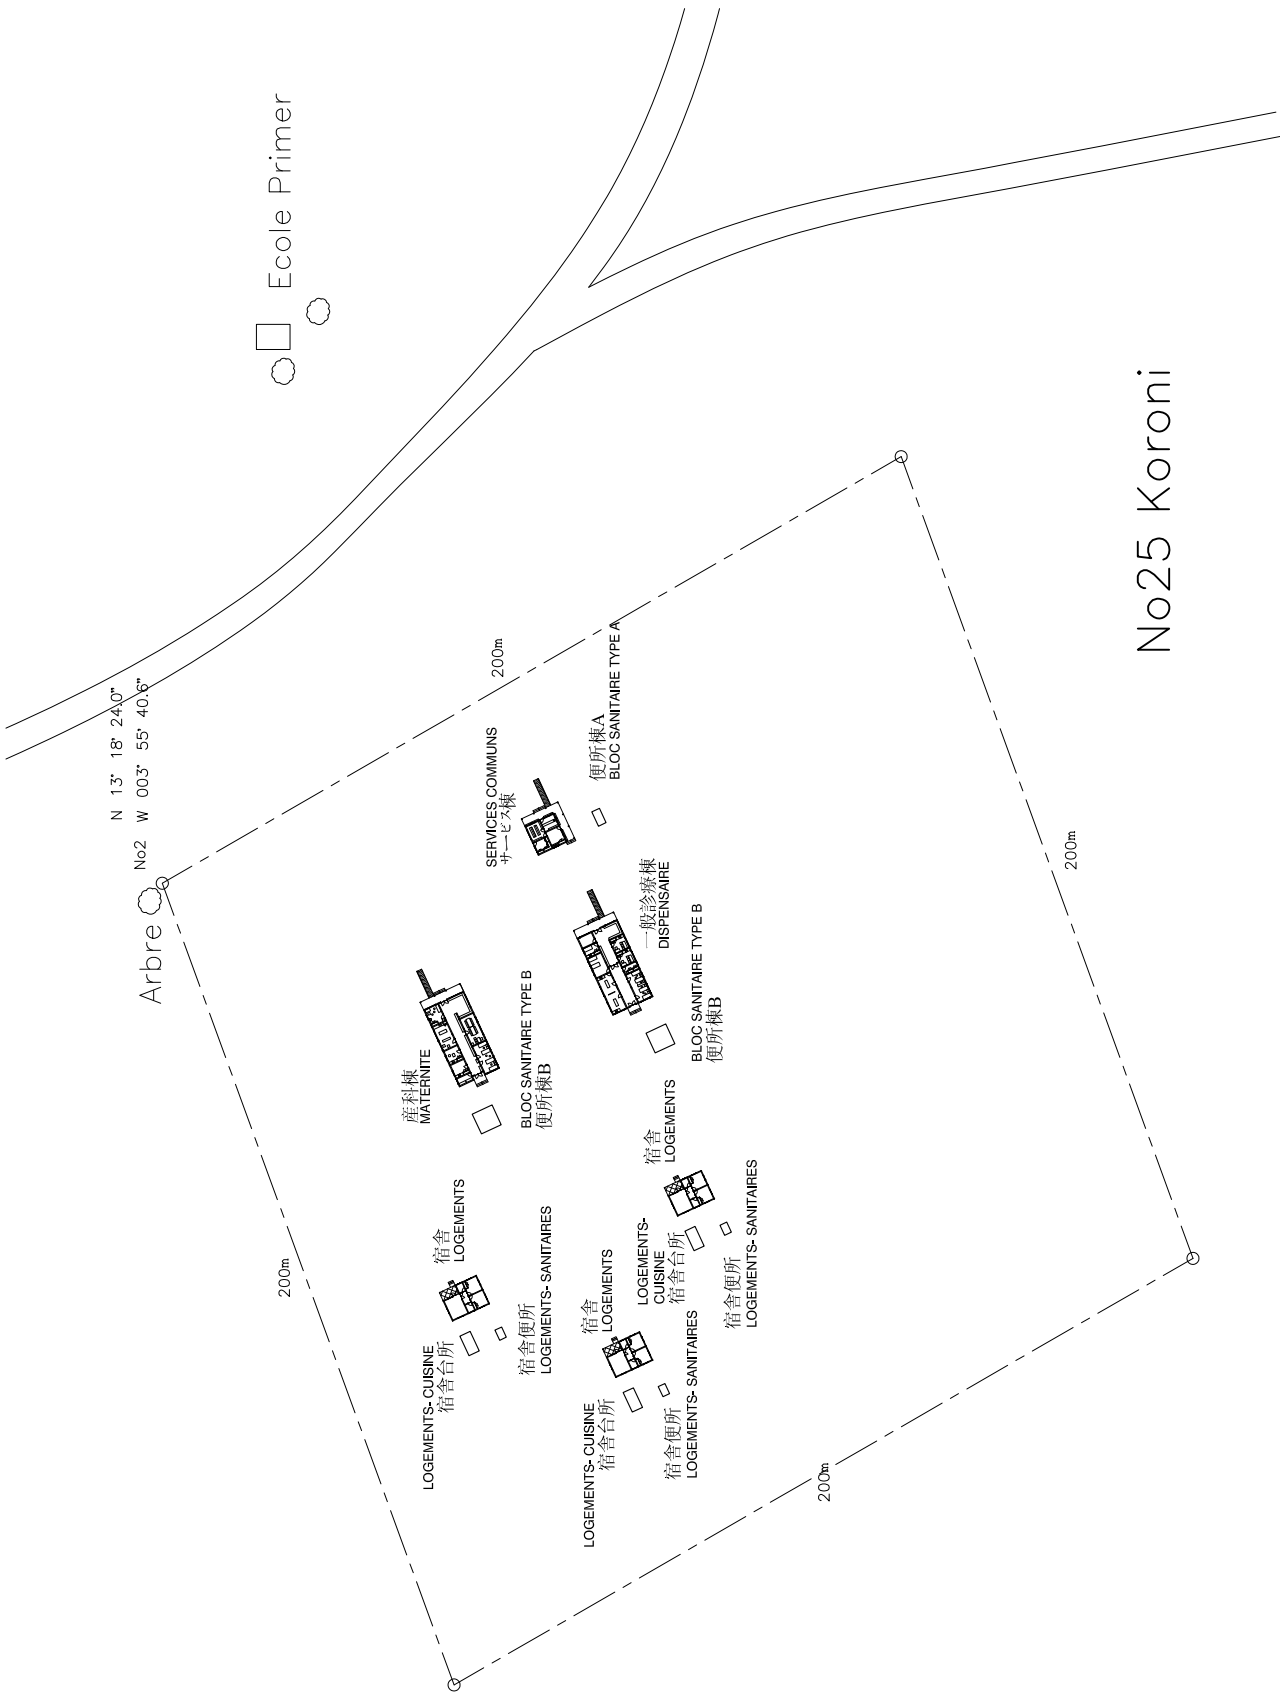 Ecole Primer
N 13° 18' 24.0"
No2 W 003° 55' 40.6"
Arbre
200m
SERVICES COMMUNS
サービス棟
便所棟A
BLOC SANITAIRE TYPE A
一般診療棟
DISPENSAIRE
BLOC SANITAIRE TYPE B
便所棟B
産科棟
MATERNITE
BLOC SANITAIRE TYPE B
便所棟B
宿舎
LOGEMENTS
LOGEMENTS-
CUISINE
宿舎台所
宿舎便所
LOGEMENTS- SANITAIRES
宿舎
LOGEMENTS
LOGEMENTS- CUISINE
宿舎台所
宿舎便所
LOGEMENTS- SANITAIRES
宿舎
LOGEMENTS
LOGEMENTS- CUISINE
宿舎台所
宿舎便所
LOGEMENTS- SANITAIRES
200m
200m
200m
No25 Koroni